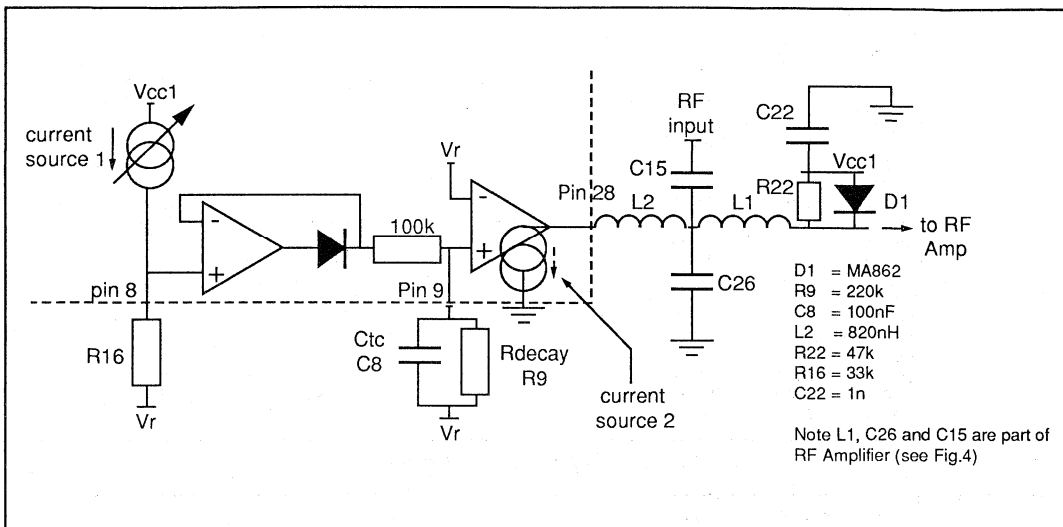 Vcc1
current
source 1
pin 8
R16
Vr
-
+
100k
Pin 9
Ctc
C8
Rdecay
R9
Vr
Vr
-
+
current
source 2
Pin 28
L2
RF
input
C15
C26
L1
C22
R22
Vcc1
D1
to RF
Amp
D1 = MA862
R9 = 220k
C8 = 100nF
L2 = 820nH
R22 = 47k
R16 = 33k
C22 = 1n
Note L1, C26 and C15 are part of
RF Amplifier (see Fig.4)